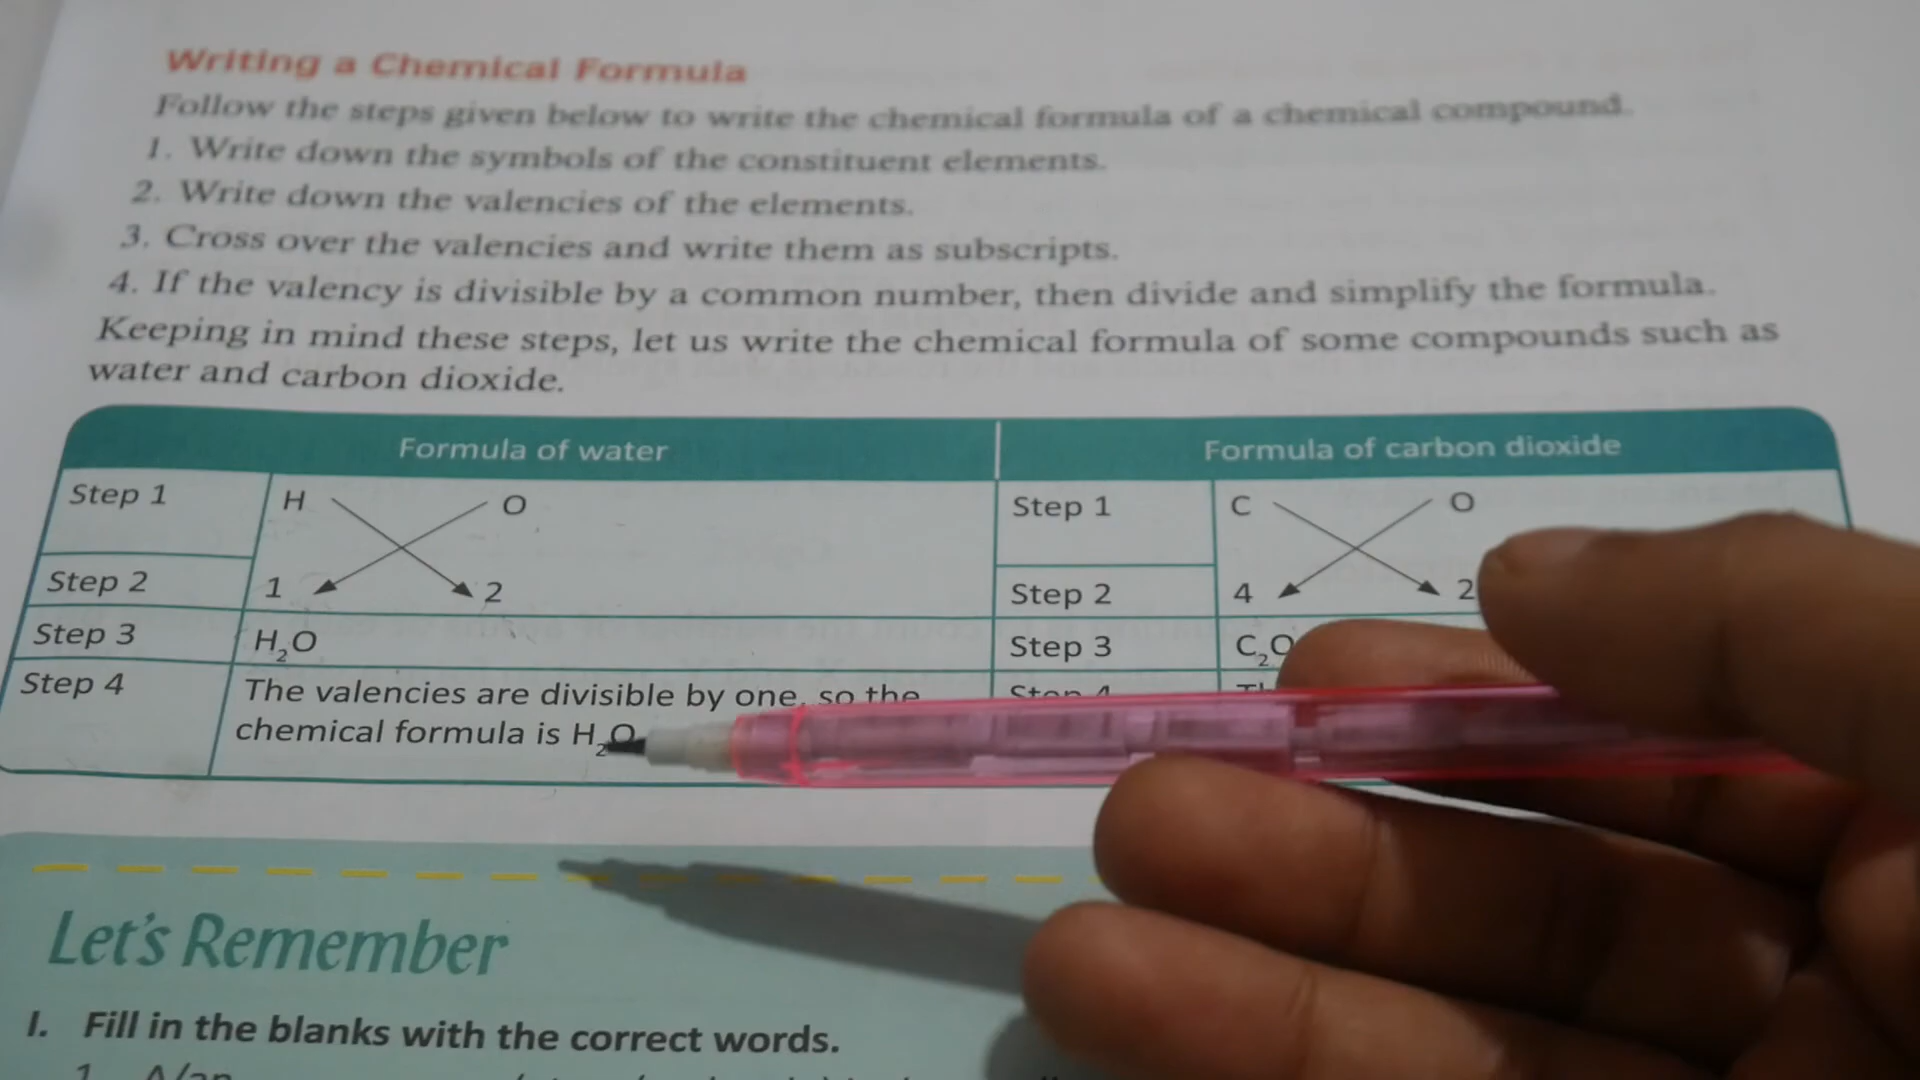 Writing a Chemical Formula
Follow the steps given below to write the chemical formula of a chemical compound.
1. Write down the symbols of the constituent elements.
2. Write down the valencies of the elements.
3. Cross over the valencies and write them as subscripts.
4. If the valency is divisible by a common number, then divide and simplify the formula.
Keeping in mind these steps, let us write the chemical formula of some compounds such as
water and carbon dioxide.
Formula of water
Formula of carbon dioxide
Step 1 H O
Step 1 C O
Step 2 1 2
Step 2 4 2
Step 3 H₂O
Step 3 C₂O
Step 4 The valencies are divisible by one, so the
Step 4
chemical formula is H₂O
Let's Remember
I. Fill in the blanks with the correct words.
1. A/an